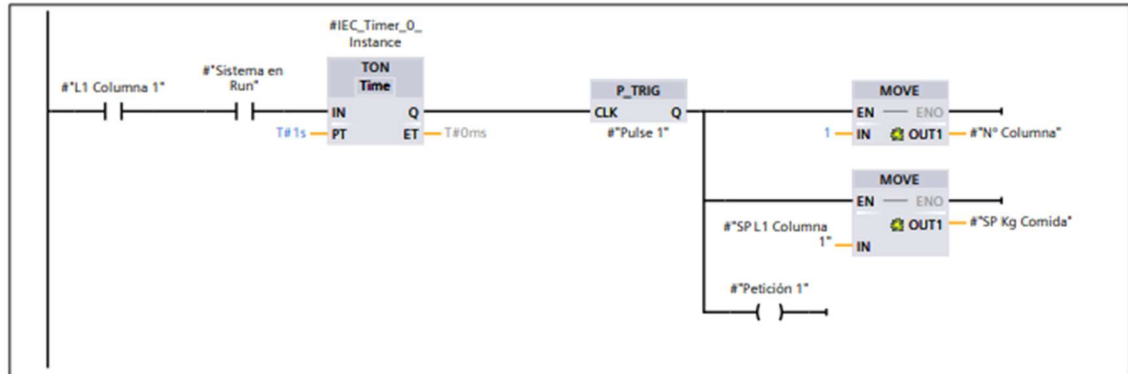 #IEC_Timer_0_
Instance
TON
Time
#"L1 Columna 1"
#"Sistema en
Run"
IN Q
T#1s PT ET T#0ms
P_TRIG
CLK Q
#"Pulse 1"
MOVE
EN ENO
1 IN OUT1 #"Nº Columna"
MOVE
EN ENO
OUT1 #"SP Kg Comida"
#"SP L1 Columna
1" IN
#"Petición 1"